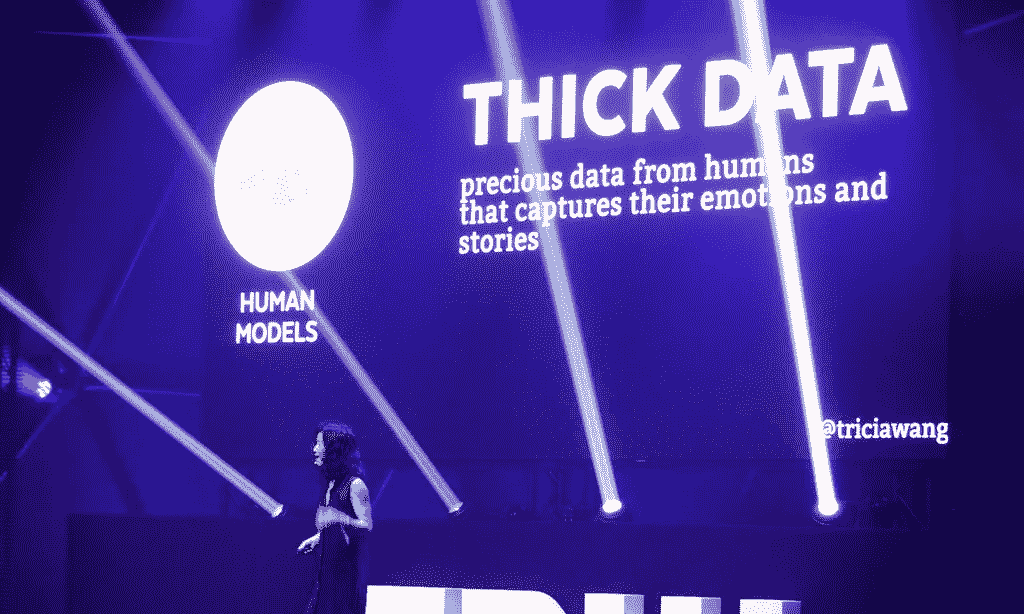 THICK DATA
precious data from humans
that captures their emotions and
stories
HUMAN
MODELS
@triciawang